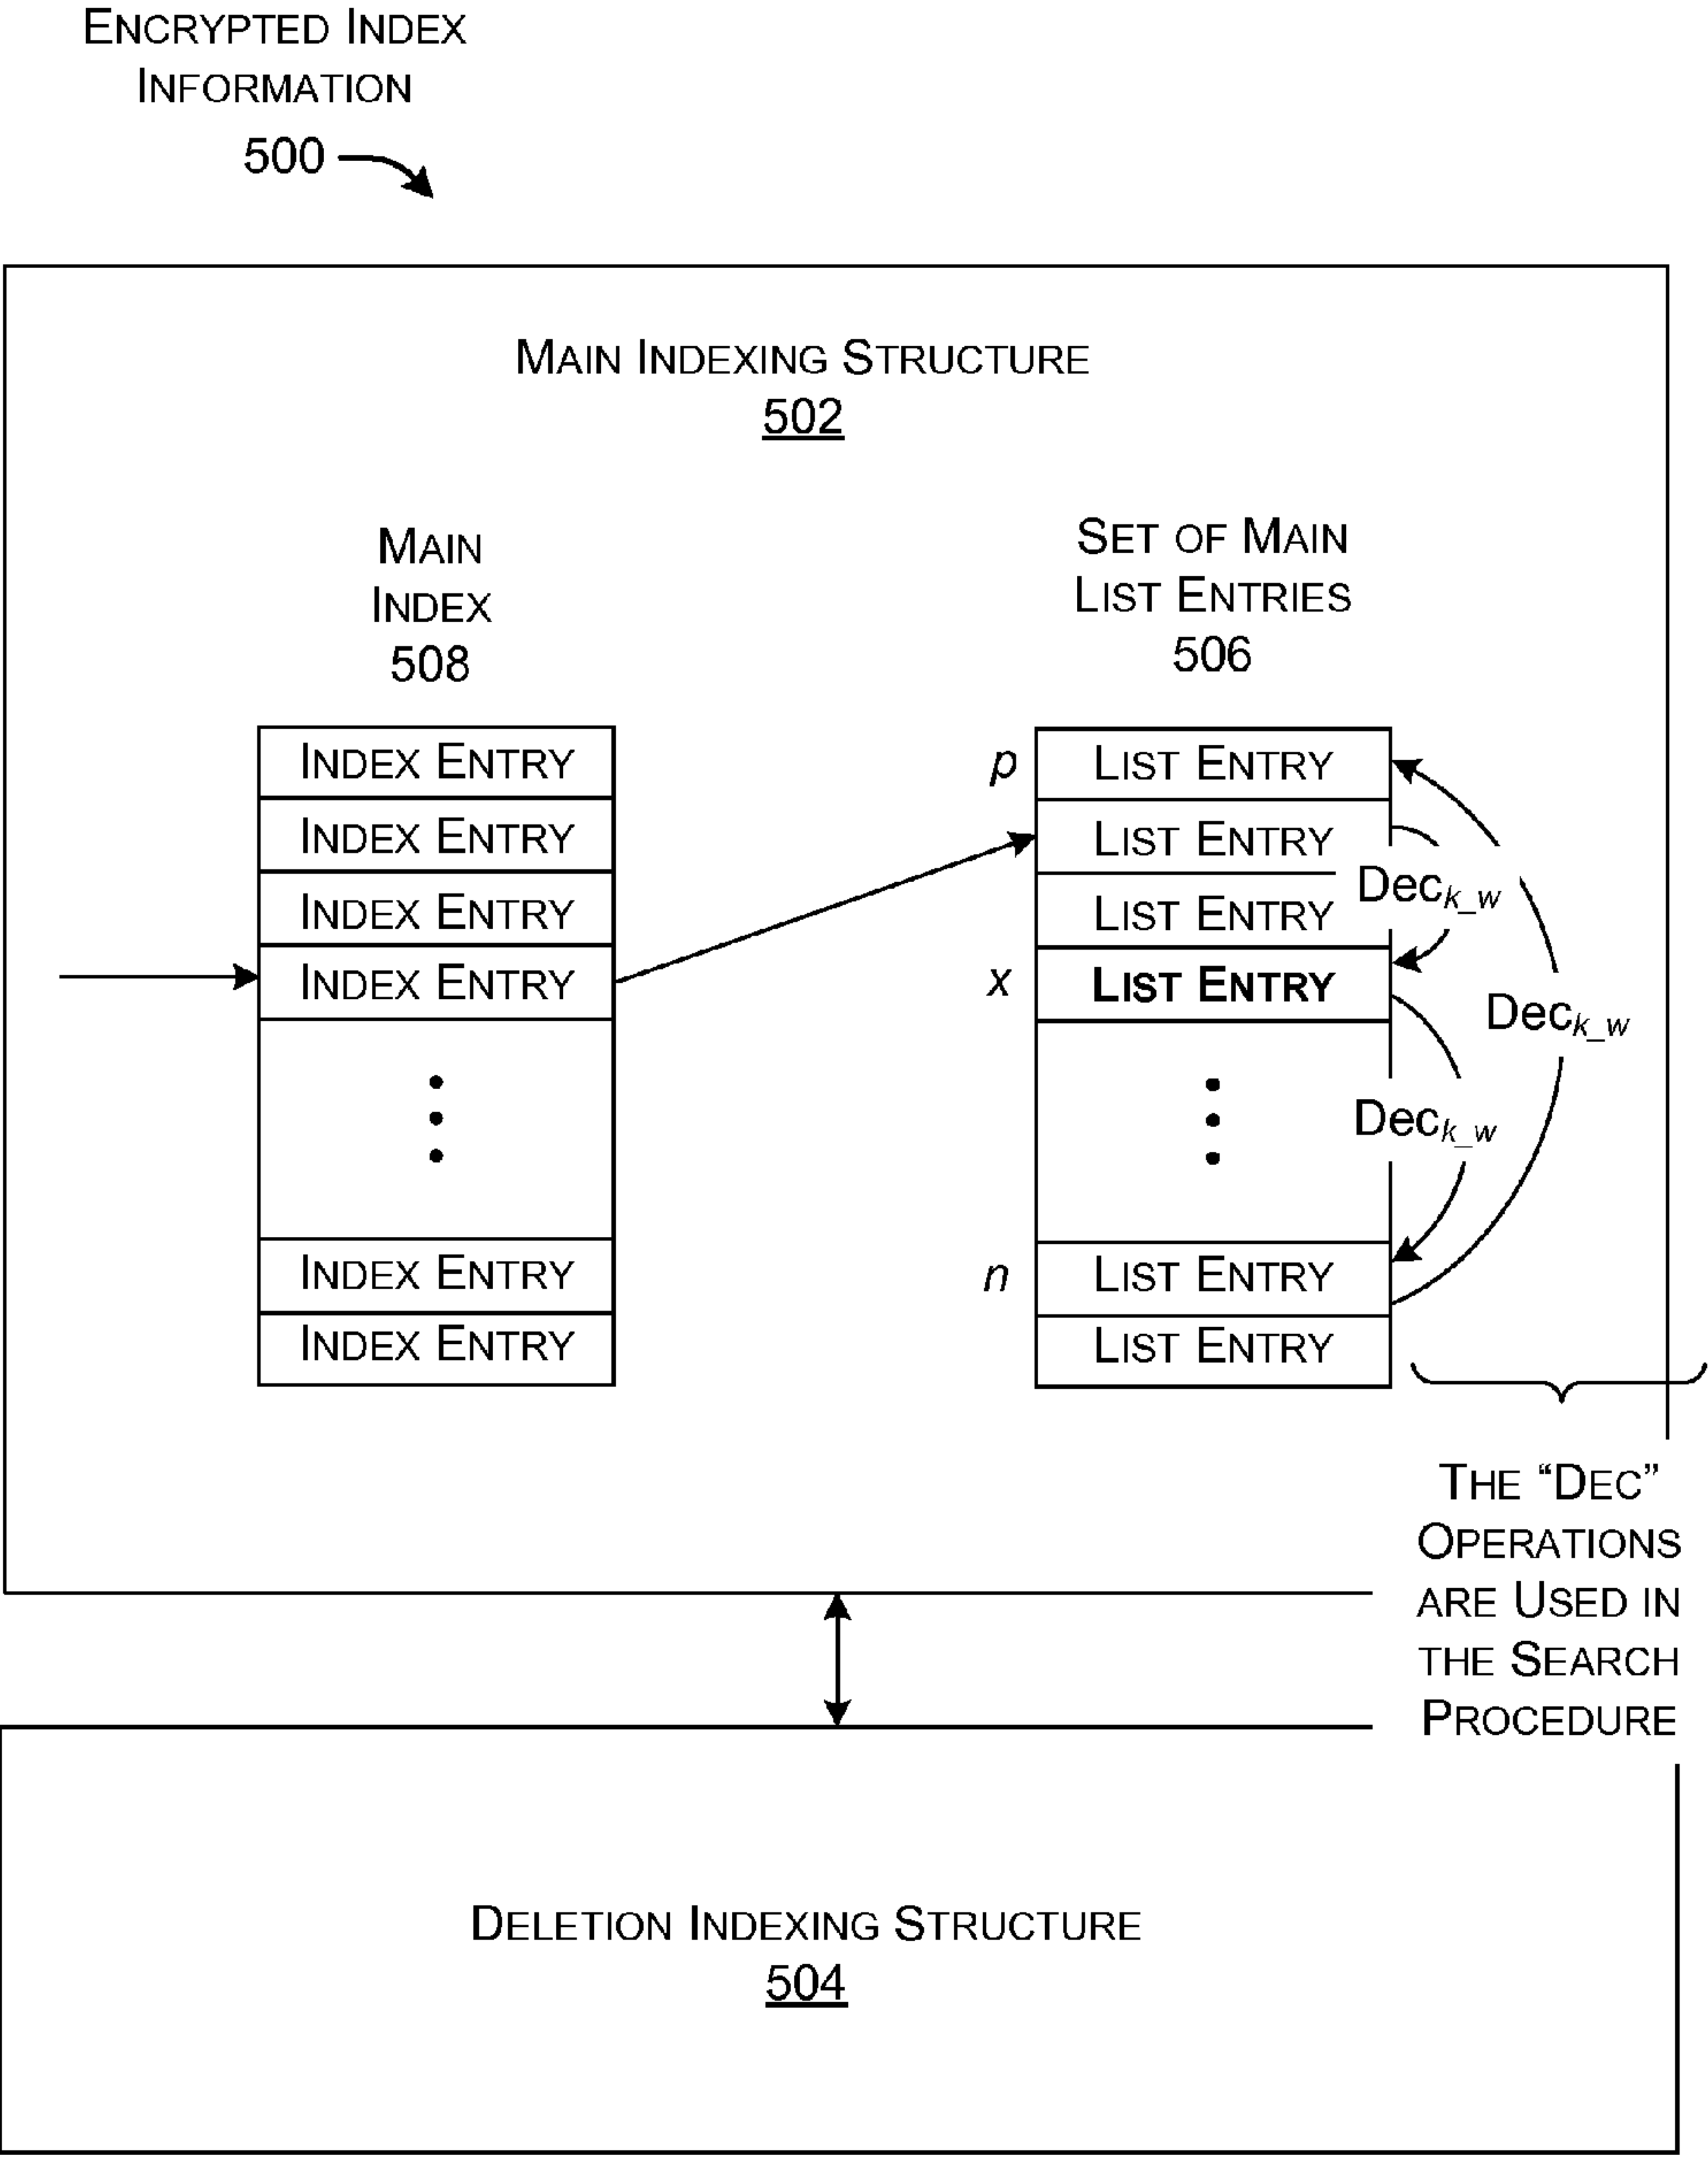 ENCRYPTED INDEX
INFORMATION
500
MAIN INDEXING STRUCTURE
502
MAIN
INDEX
508
INDEX ENTRY
INDEX ENTRY
INDEX ENTRY
INDEX ENTRY
INDEX ENTRY
INDEX ENTRY
SET OF MAIN
LIST ENTRIES
506
p LIST ENTRY
LIST ENTRY
LIST ENTRY
x LIST ENTRY
n LIST ENTRY
LIST ENTRY
Deck_w
Deck_w
Deck_w
THE “DEC”
OPERATIONS
ARE USED IN
THE SEARCH
PROCEDURE
DELETION INDEXING STRUCTURE
504